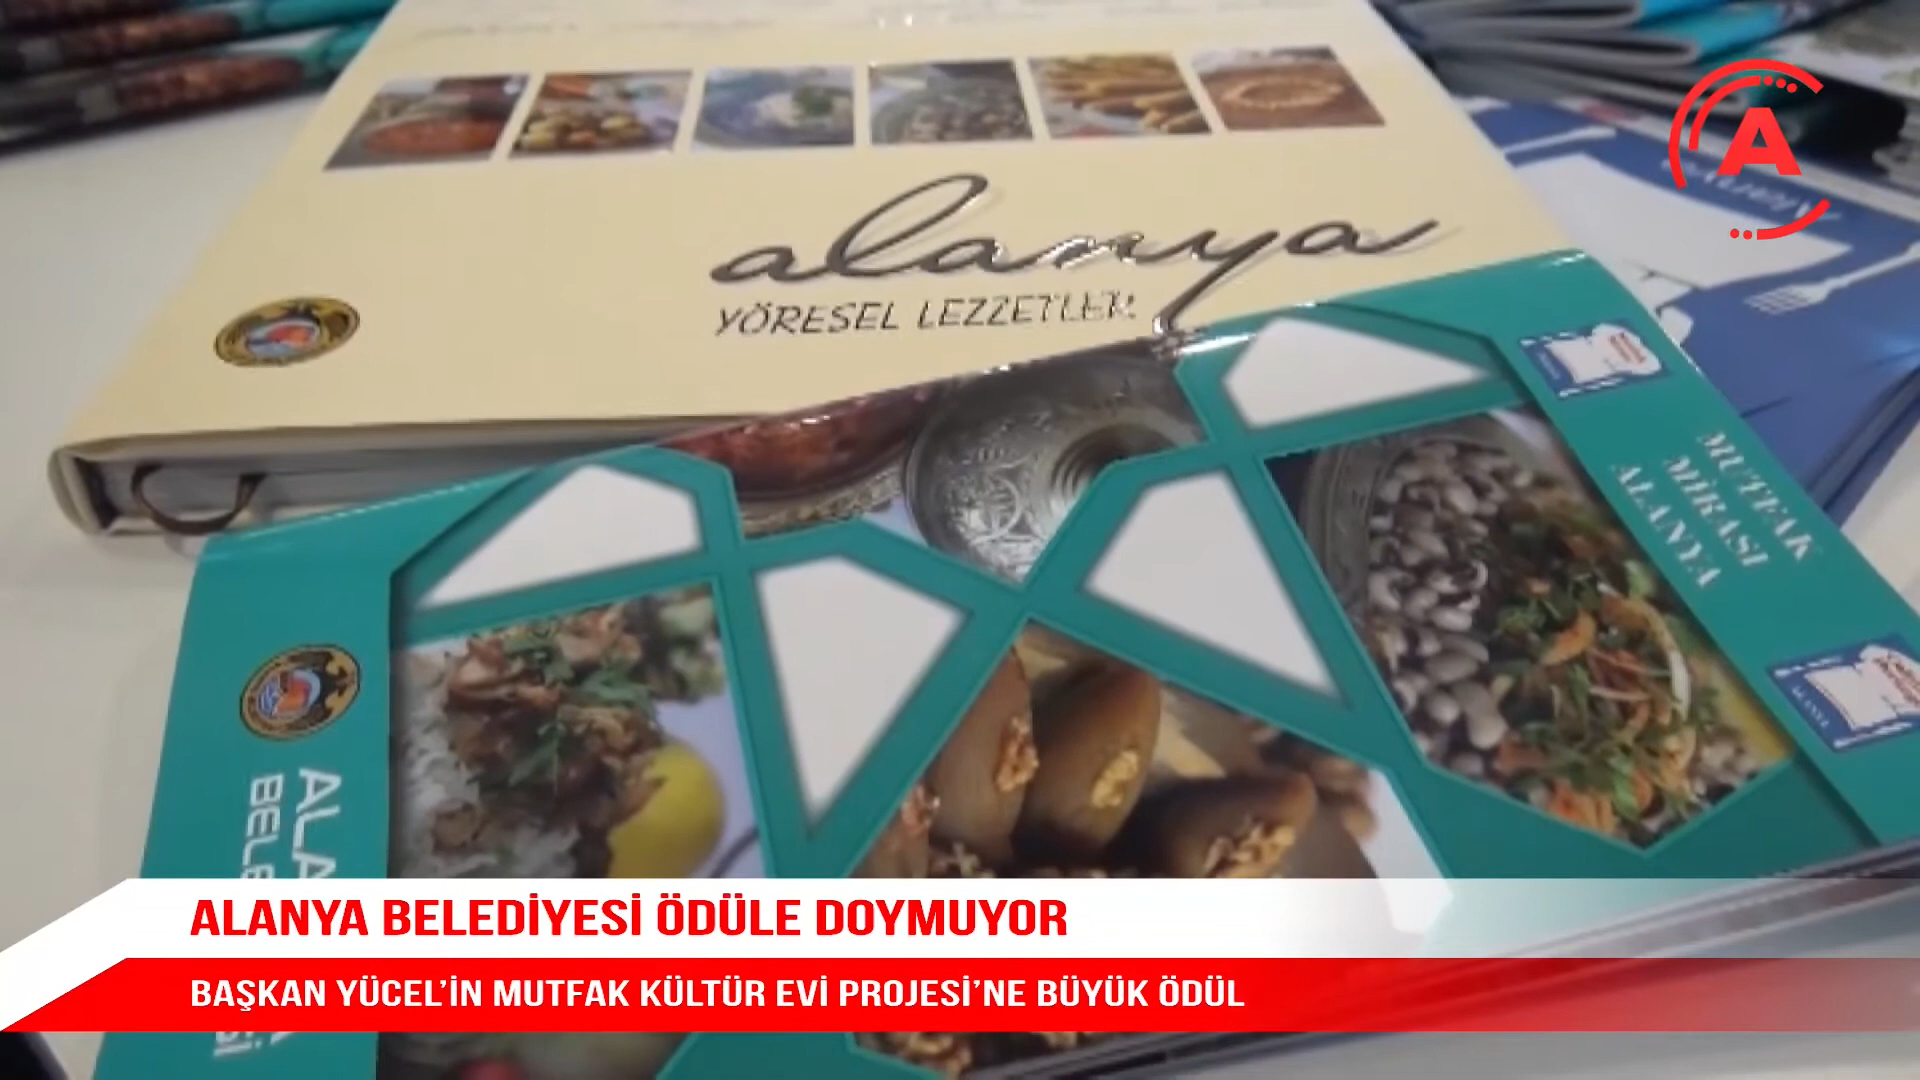 A
alanya
YÖRESEL LEZZETLER
MUTFAK
MİRASI
ALANYA
ALANYA BELEDİYESİ ÖDÜLE DOYMUYOR
BAŞKAN YÜCEL’İN MUTFAK KÜLTÜR EVİ PROJESİ’NE BÜYÜK ÖDÜL